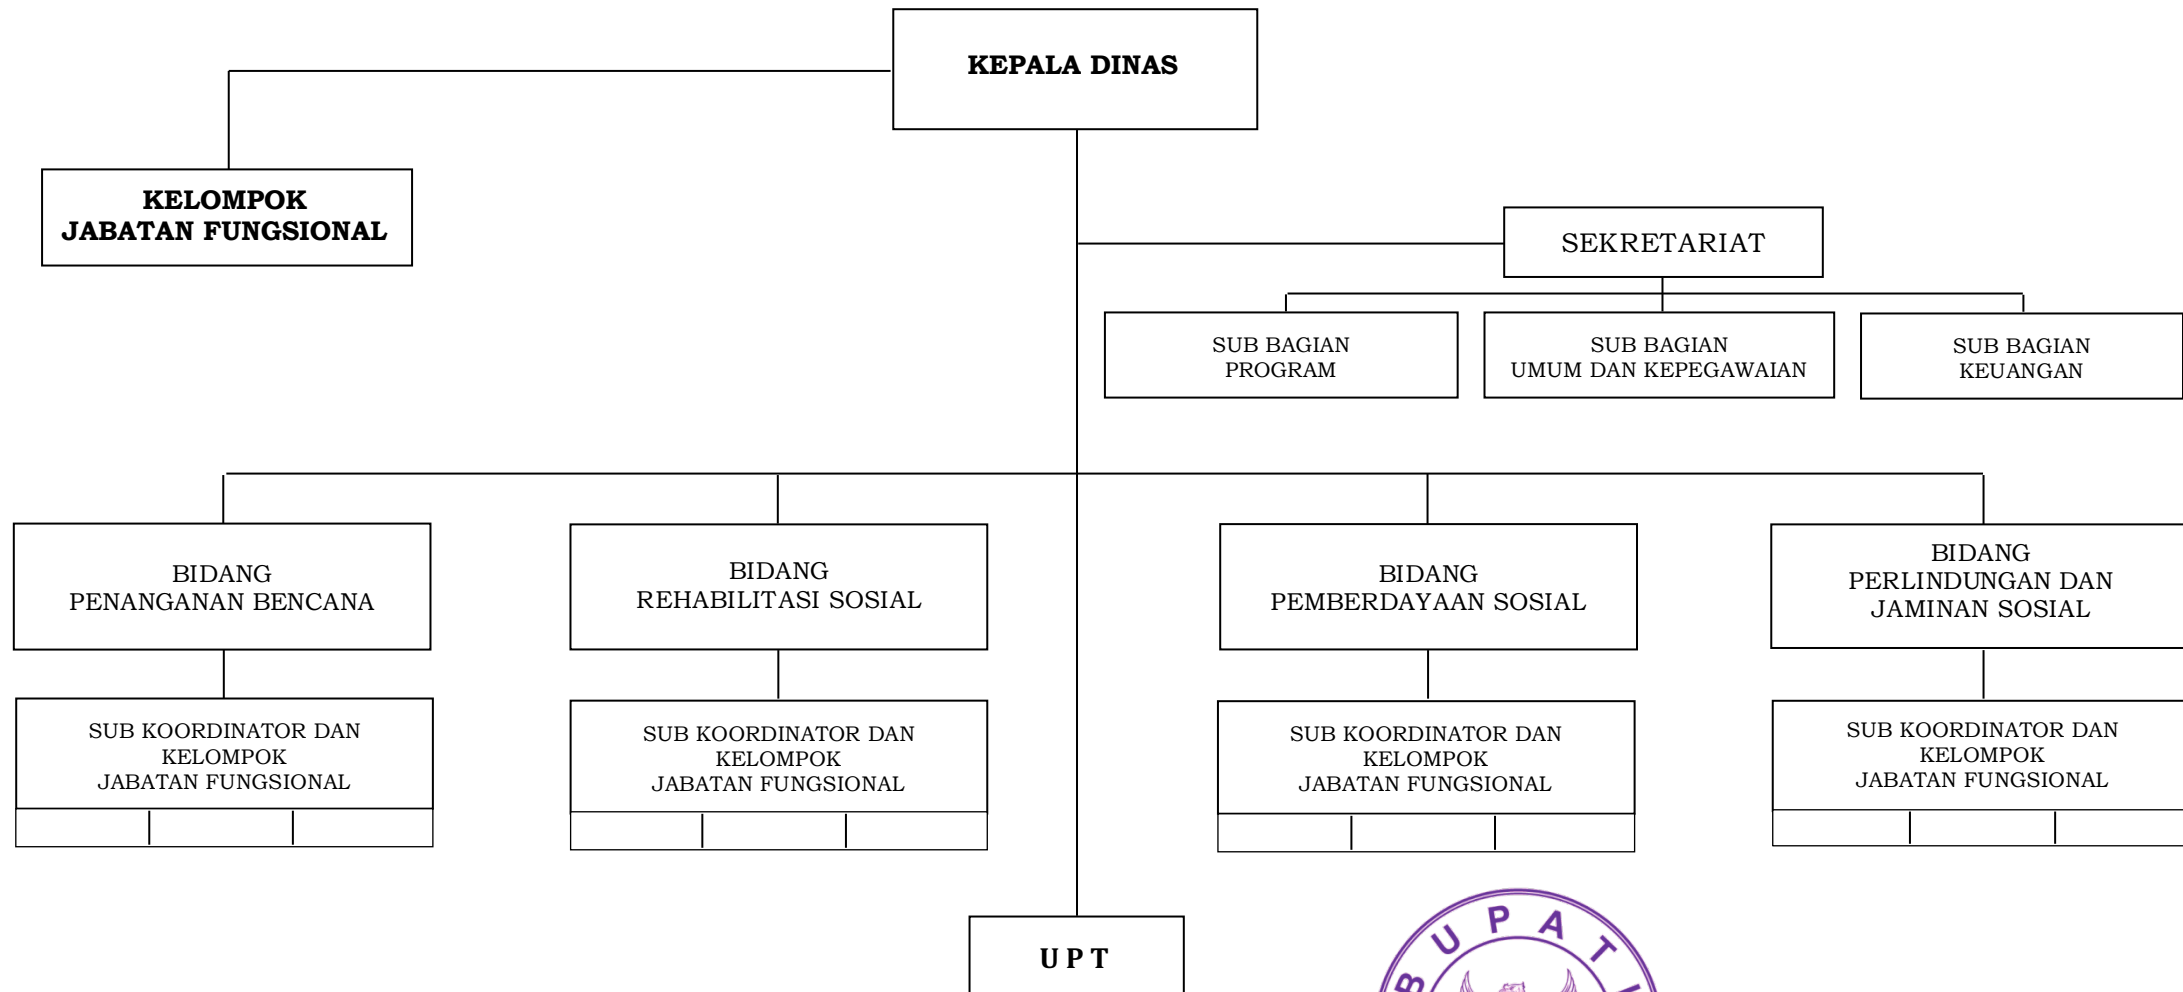 KEPALA DINAS
KELOMPOK
JABATAN FUNGSIONAL
SEKRETARIAT
SUB BAGIAN
PROGRAM
SUB BAGIAN
UMUM DAN KEPEGAWAIAN
SUB BAGIAN
KEUANGAN
BIDANG
PENANGANAN BENCANA
BIDANG
REHABILITASI SOSIAL
BIDANG
PEMBERDAYAAN SOSIAL
BIDANG
PERLINDUNGAN DAN
JAMINAN SOSIAL
SUB KOORDINATOR DAN
KELOMPOK
JABATAN FUNGSIONAL
SUB KOORDINATOR DAN
KELOMPOK
JABATAN FUNGSIONAL
SUB KOORDINATOR DAN
KELOMPOK
JABATAN FUNGSIONAL
SUB KOORDINATOR DAN
KELOMPOK
JABATAN FUNGSIONAL
U P T
BUPATI